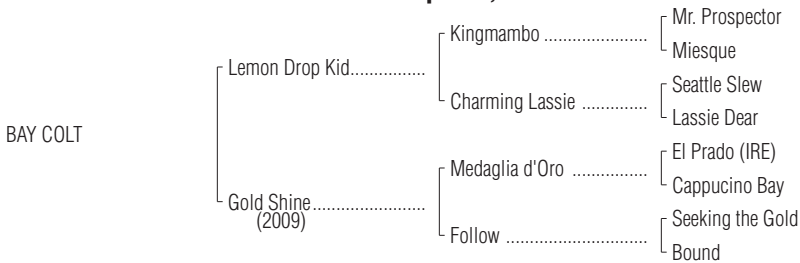 Mr. Prospector
Kingmambo ......................
Miesque
Lemon Drop Kid................
Seattle Slew
Charming Lassie ..............
Lassie Dear
BAY COLT
El Prado (IRE)
Medaglia d'Oro ................
Cappucino Bay
Gold Shine........................
(2009)
Seeking the Gold
Follow ..............................
Bound